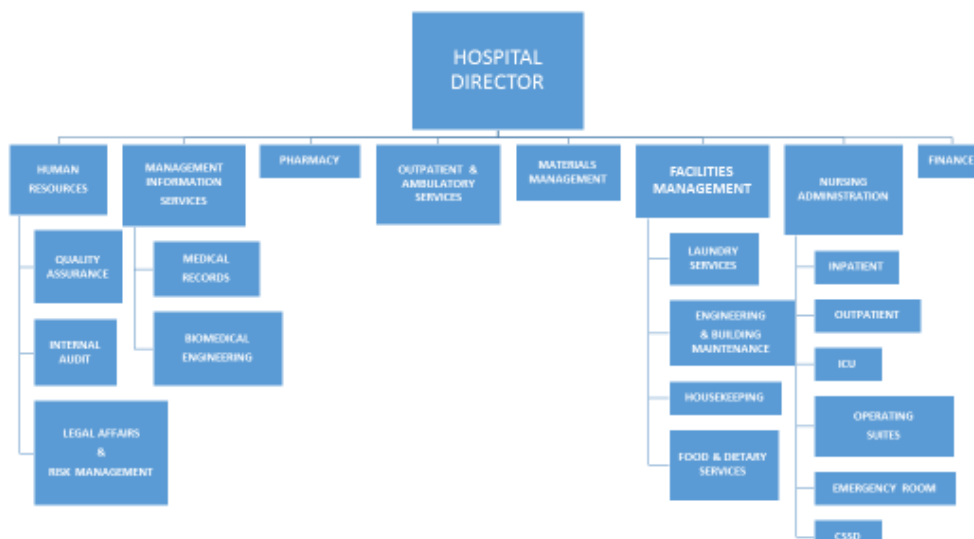 HOSPITAL
DIRECTOR
HUMAN
RESOURCES
MANAGEMENT
INFORMATION
SERVICES
PHARMACY
OUTPATIENT &
AMBULATORY
SERVICES
MATERIALS
MANAGEMENT
FACILITIES
MANAGEMENT
NURSING
ADMINISTRATION
FINANCE
QUALITY
ASSURANCE
INTERNAL
AUDIT
LEGAL AFFAIRS
&
RISK MANAGEMENT
MEDICAL
RECORDS
BIOMEDICAL
ENGINEERING
LAUNDRY
SERVICES
ENGINEERING
& BUILDING
MAINTENANCE
HOUSEKEEPING
FOOD & DIETARY
SERVICES
INPATIENT
OUTPATIENT
ICU
OPERATING
SUITES
EMERGENCY ROOM
CSSD